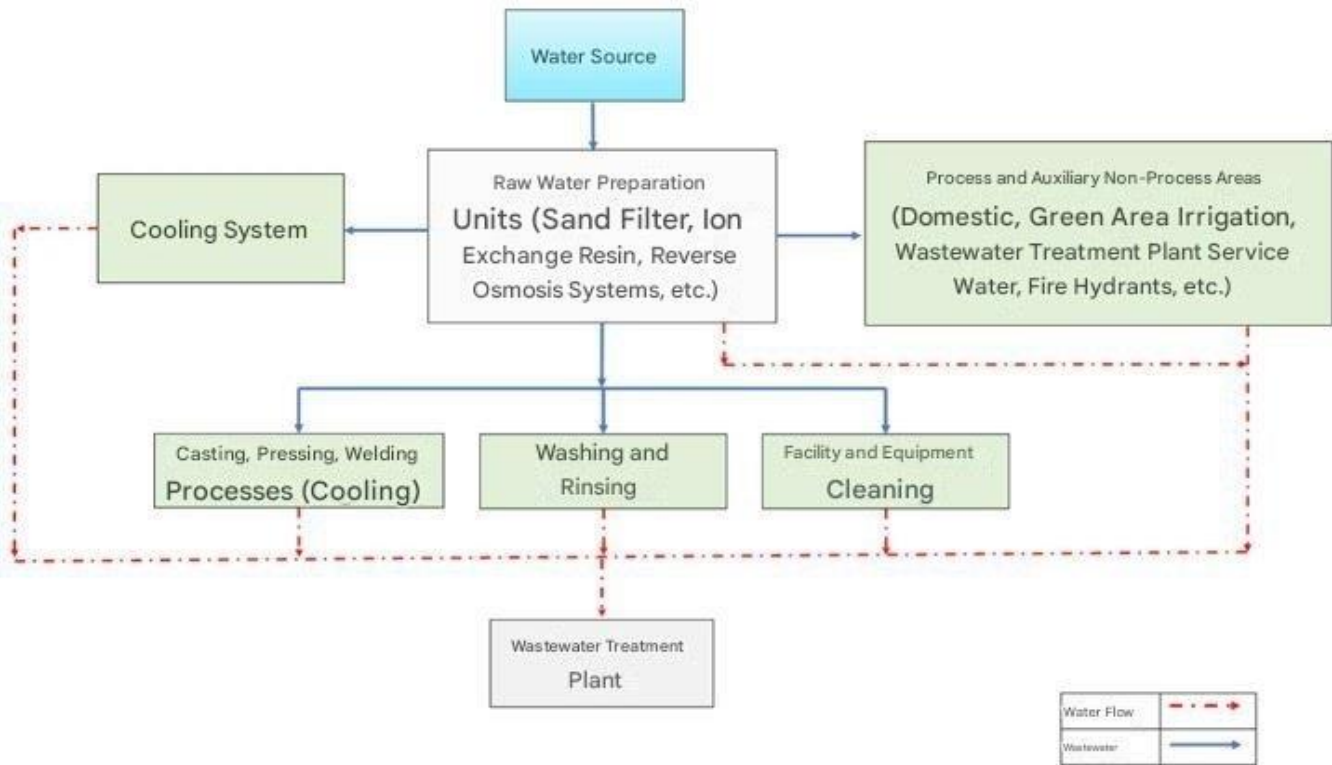 Water Source
Raw Water Preparation
Units (Sand Filter, Ion
Exchange Resin, Reverse
Osmosis Systems, etc.)
Cooling System
Process and Auxiliary Non-Process Areas
(Domestic, Green Area Irrigation,
Wastewater Treatment Plant Service
Water, Fire Hydrants, etc.)
Casting, Pressing, Welding
Processes (Cooling)
Washing and
Rinsing
Facility and Equipment
Cleaning
Wastewater Treatment
Plant
Water Flow
Wastewater